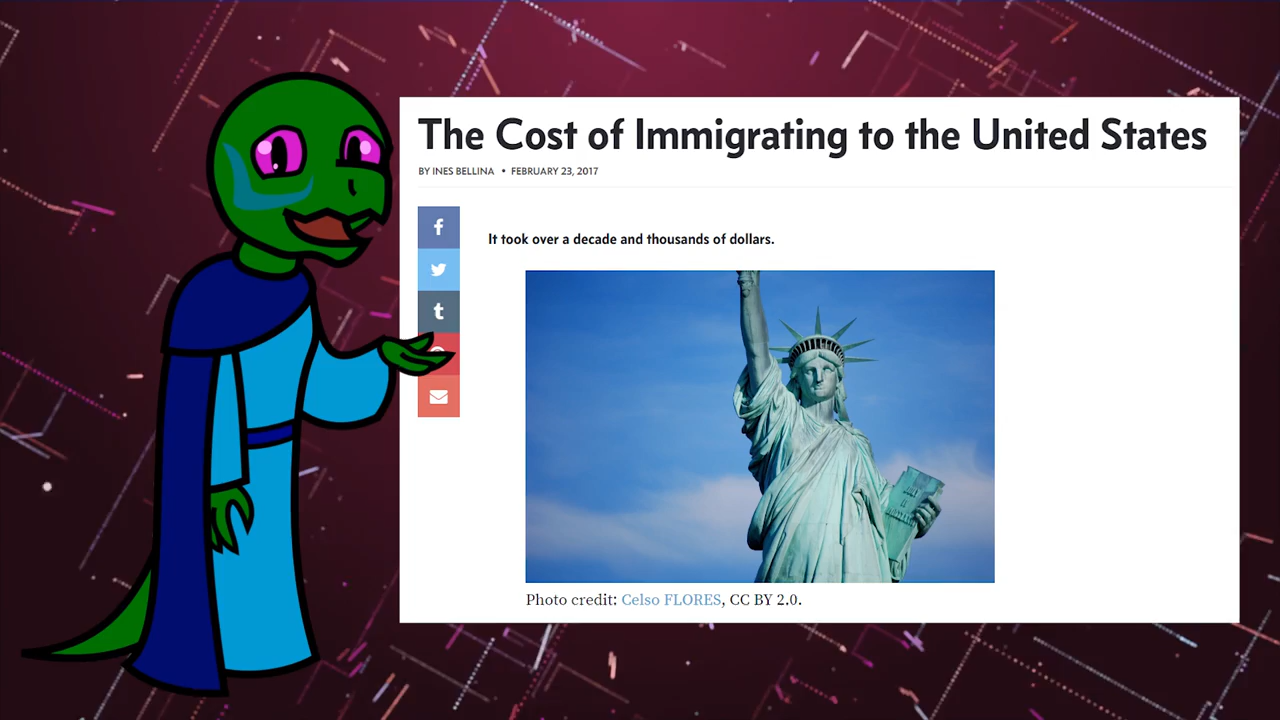 The Cost of Immigrating to the United States
BY INES BELLINA • FEBRUARY 23, 2017
It took over a decade and thousands of dollars.
Photo credit: Celso FLORES, CC BY 2.0.